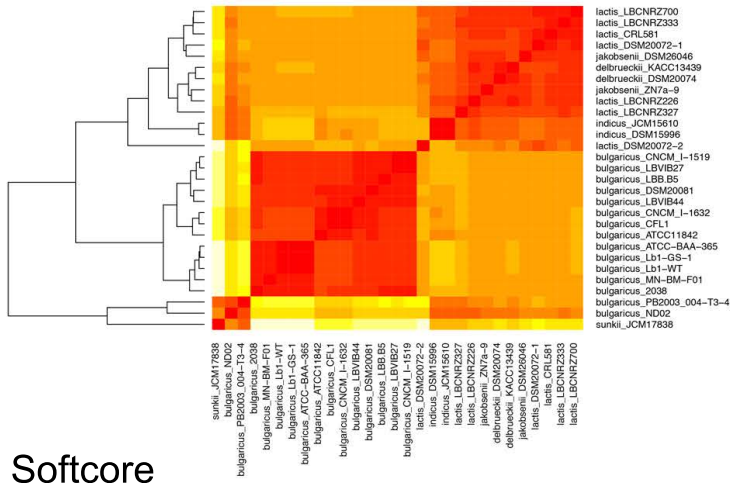 lactis_LBCNRZ700
lactis_LBCNRZ333
lactis_CRL581
lactis_DSM20072-1
jakobsenii_DSM26046
delbrueckii_KACC13439
delbrueckii_DSM20074
jakobsenii_ZN7a-9
lactis_LBCNRZ226
lactis_LBCNRZ327
indicus_JCM15610
indicus_DSM15996
lactis_DSM20072-2
bulgaricus_CNCM_I-1519
bulgaricus_LBVIB27
bulgaricus_LBB.B5
bulgaricus_DSM20081
bulgaricus_LBVIB44
bulgaricus_CNCM_I-1632
bulgaricus_CFL1
bulgaricus_ATCC11842
bulgaricus_ATCC-BAA-365
bulgaricus_Lb1-GS-1
bulgaricus_Lb1-WT
bulgaricus_MN-BM-F01
bulgaricus_2038
bulgaricus_PB2003_004-T3-4
bulgaricus_ND02
sunkii_JCM17838
sunkii_JCM17838
bulgaricus_ND02
bulgaricus_PB2003_004-T3-4
bulgaricus_2038
bulgaricus_MN-BM-F01
bulgaricus_Lb1-WT
bulgaricus_Lb1-GS-1
bulgaricus_ATCC-BAA-365
bulgaricus_ATCC11842
bulgaricus_CFL1
bulgaricus_CNCM_I-1632
bulgaricus_LBVIB44
bulgaricus_DSM20081
bulgaricus_LBB.B5
bulgaricus_LBVIB27
bulgaricus_CNCM_I-1519
lactis_DSM20072-2
indicus_DSM15996
indicus_JCM15610
lactis_LBCNRZ327
lactis_LBCNRZ226
jakobsenii_ZN7a-9
delbrueckii_DSM20074
delbrueckii_KACC13439
jakobsenii_DSM26046
lactis_DSM20072-1
lactis_CRL581
lactis_LBCNRZ333
lactis_LBCNRZ700
Softcore